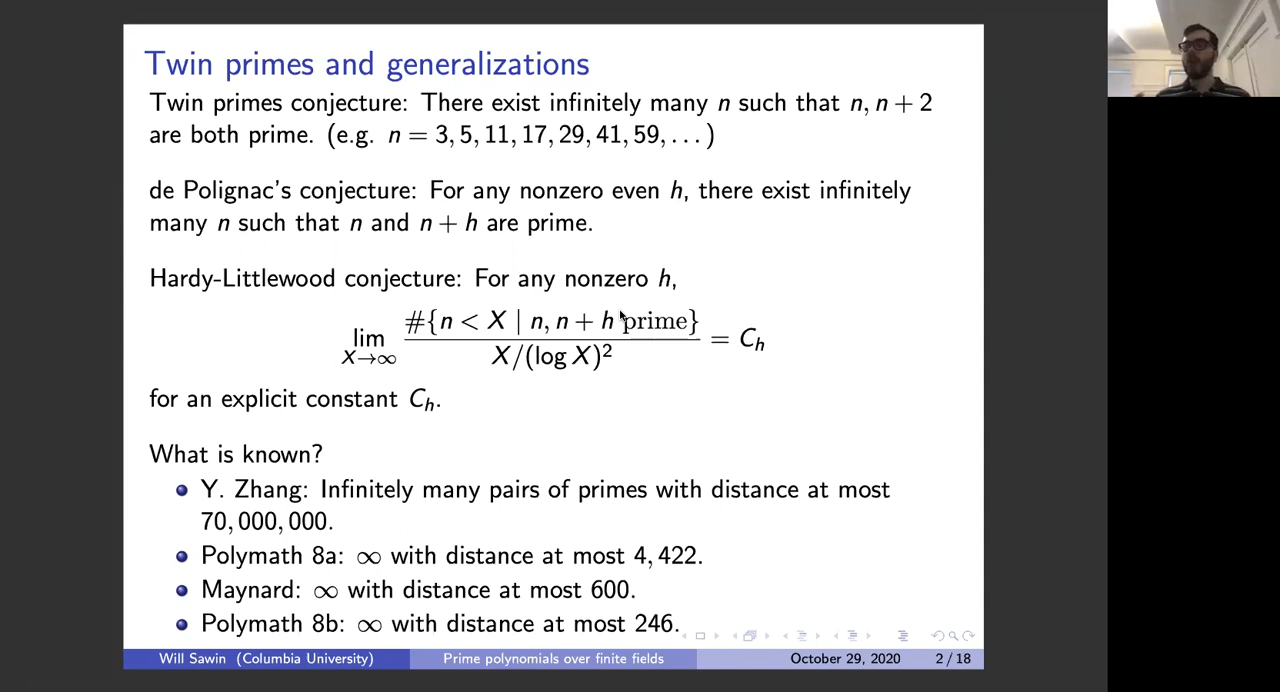 Twin primes and generalizations
Twin primes conjecture: There exist infinitely many n such that n, n + 2
are both prime. (e.g. n = 3, 5, 11, 17, 29, 41, 59, . . . )
de Polignac's conjecture: For any nonzero even h, there exist infinitely
many n such that n and n + h are prime.
Hardy-Littlewood conjecture: For any nonzero h,
lim_{X→∞} #{n < X | n, n + h prime} / X/(log X)² = C_h
for an explicit constant C_h.
What is known?
Y. Zhang: Infinitely many pairs of primes with distance at most
70, 000, 000.
Polymath 8a: ∞ with distance at most 4, 422.
Maynard: ∞ with distance at most 600.
Polymath 8b: ∞ with distance at most 246.
Will Sawin (Columbia University) Prime polynomials over finite fields October 29, 2020 2 / 18